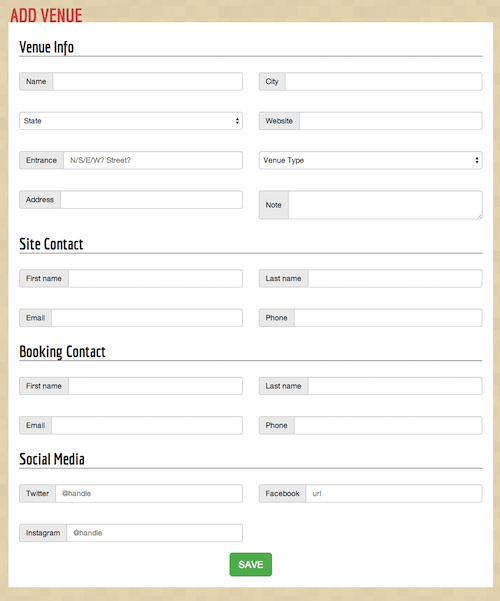 ADD VENUE
Venue Info
Name City
State Website
Entrance N/S/E/W? Street? Venue Type
Address Note
Site Contact
First name Last name
Email Phone
Booking Contact
First name Last name
Email Phone
Social Media
Twitter @handle Facebook url
Instagram @handle
SAVE